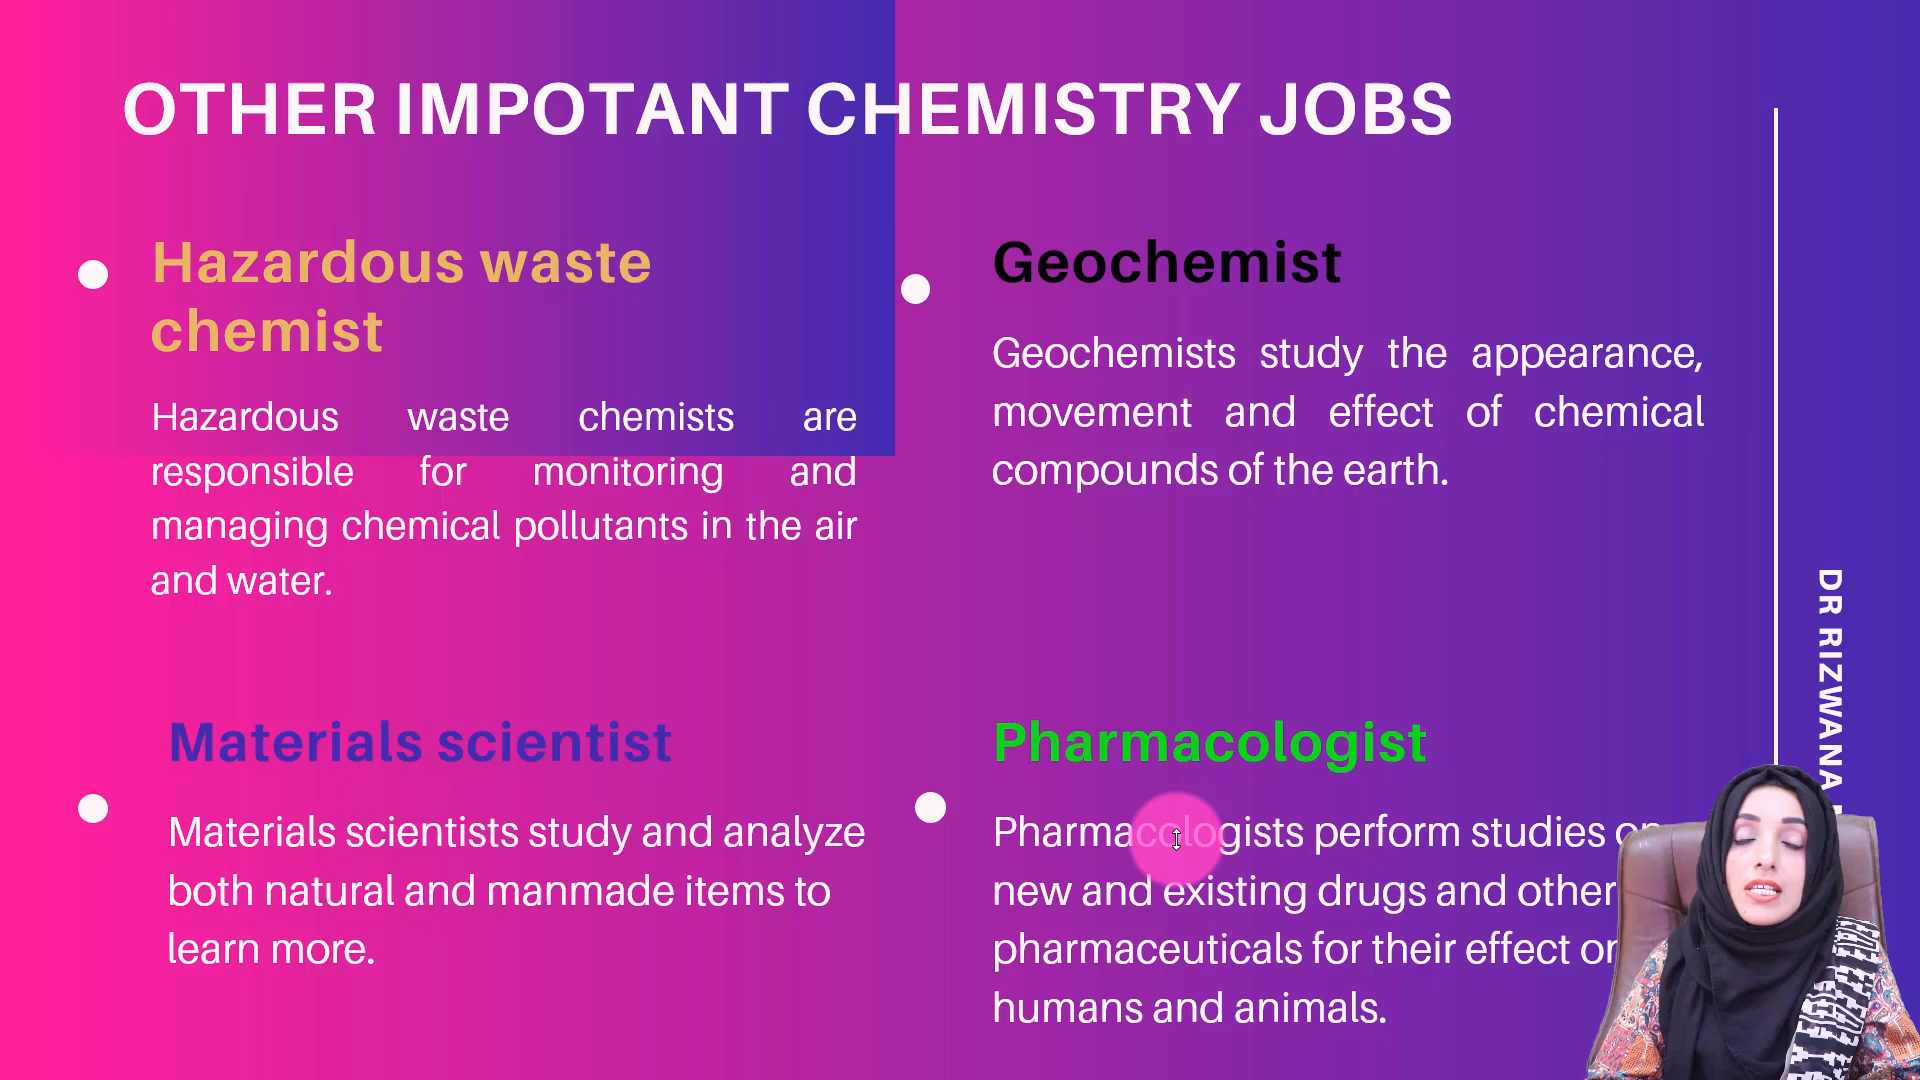 OTHER IMPOTANT CHEMISTRY JOBS
Hazardous waste
chemist
Hazardous waste chemists are
responsible for monitoring and
managing chemical pollutants in the air
and water.
Geochemist
Geochemists study the appearance,
movement and effect of chemical
compounds of the earth.
Materials scientist
Materials scientists study and analyze
both natural and manmade items to
learn more.
Pharmacologist
Pharmacologists perform studies on
new and existing drugs and other
pharmaceuticals for their effect on
humans and animals.
DR RIZWANA